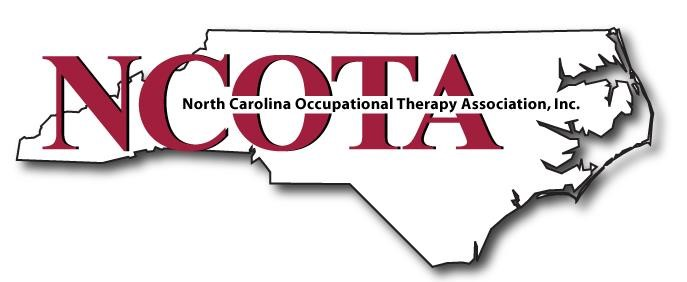 NCOTA
North Carolina Occupational Therapy Association, Inc.